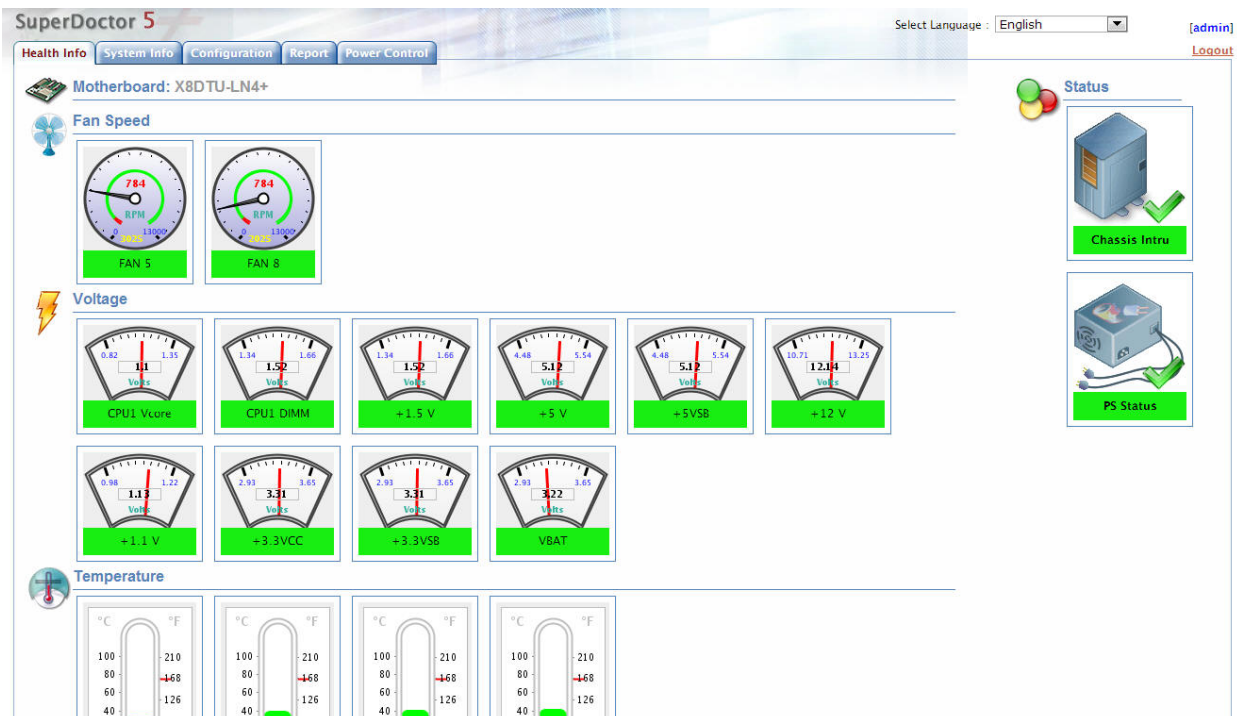 SuperDoctor 5
Select Language : English
[admin]
Logout
Health Info System Info Configuration Report Power Control
Motherboard: X8DTU-LN4+
Status
Fan Speed
784 784
RPM RPM
0 13000 0 13000
3025 2025
FAN 5 FAN 8
Chassis Intru
Voltage
0.82 1.35 1.34 1.66 1.34 1.66 4.48 5.54 4.48 5.54 10.71 13.25
1.1 1.52 1.52 5.12 5.12 12.14
Volts Volts Volts Volts Volts Volts
CPU1 Vcore CPU1 DIMM +1.5 V +5 V +5VSB +12 V
PS Status
0.98 1.22 2.93 3.65 2.93 3.65 2.93 3.65
1.13 3.31 3.31 3.22
Volts Volts Volts Volts
+1.1 V +3.3VCC +3.3VSB VBAT
Temperature
°C °F °C °F °C °F °C °F
100 210 100 210 100 210 100 210
80 168 80 168 80 168 80 168
60 126 60 126 60 126 60 126
40 40 40 40